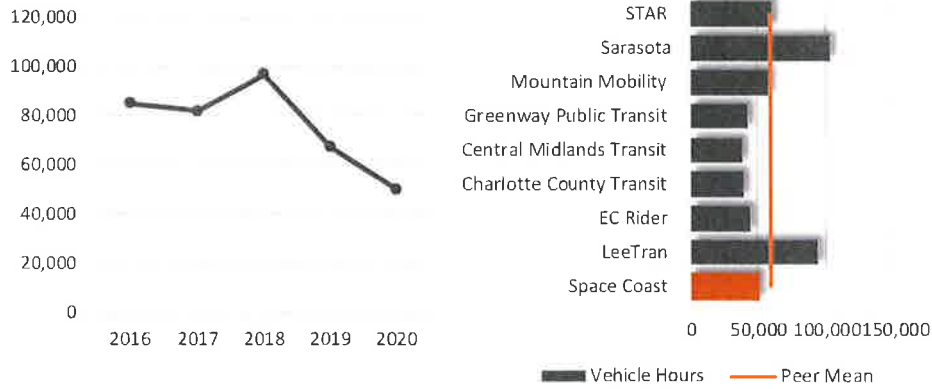 120,000
100,000
80,000
60,000
40,000
20,000
0
2016 2017 2018 2019 2020
STAR
Sarasota
Mountain Mobility
Greenway Public Transit
Central Midlands Transit
Charlotte County Transit
EC Rider
LeeTran
Space Coast
0 50,000 100,000 150,000
Vehicle Hours Peer Mean